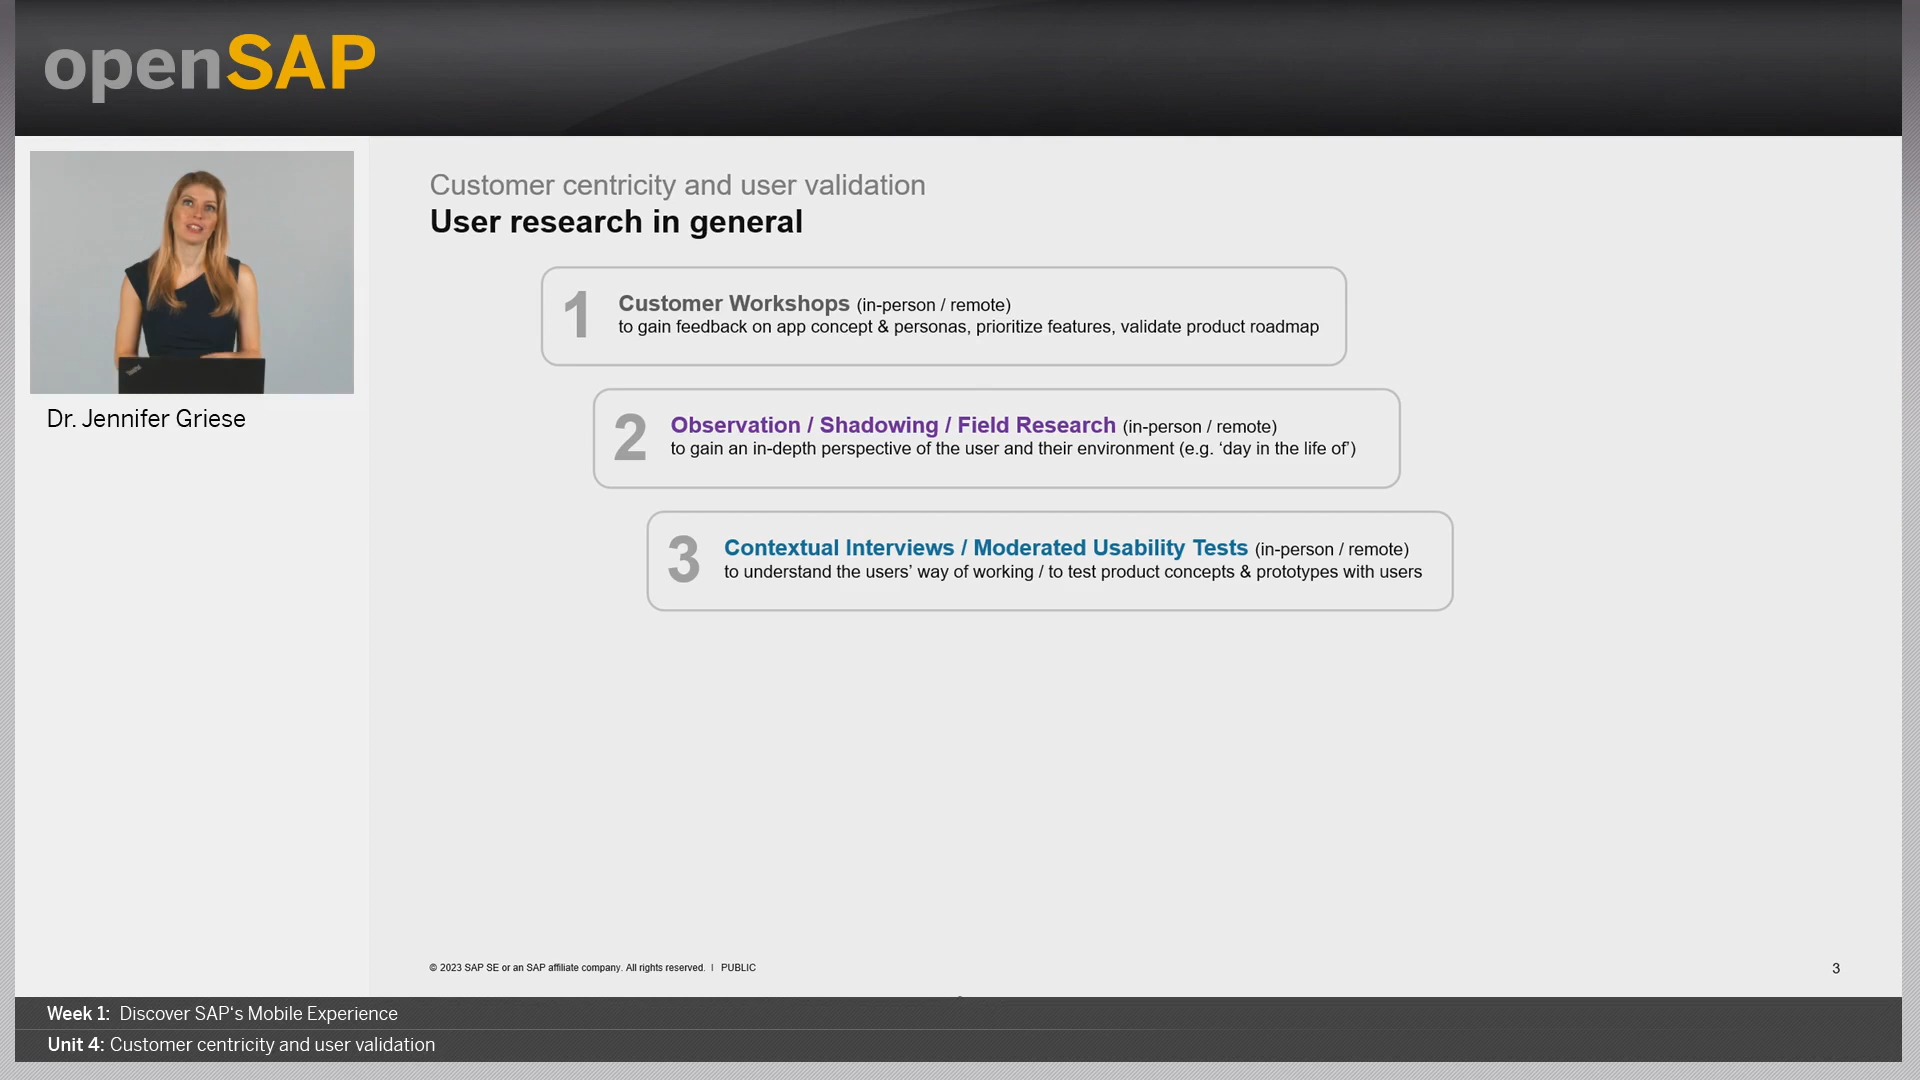 openSAP
Customer centricity and user validation
User research in general
1
Customer Workshops (in-person / remote)
to gain feedback on app concept & personas, prioritize features, validate product roadmap
2
Observation / Shadowing / Field Research (in-person / remote)
to gain an in-depth perspective of the user and their environment (e.g. ‘day in the life of’)
3
Contextual Interviews / Moderated Usability Tests (in-person / remote)
to understand the users’ way of working / to test product concepts & prototypes with users
Dr. Jennifer Griese
© 2023 SAP SE or an SAP affiliate company. All rights reserved. I PUBLIC
3
Week 1: Discover SAP‘s Mobile Experience
Unit 4: Customer centricity and user validation